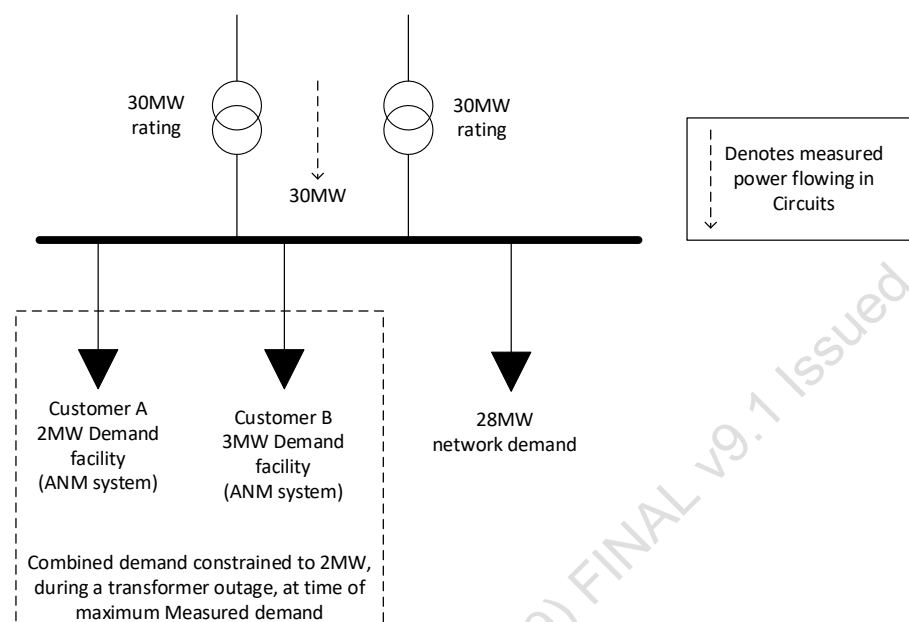 30MW
rating
30MW
30MW
rating
Denotes measured
power flowing in
Circuits
Customer A
2MW Demand
facility
(ANM system)
Customer B
3MW Demand
facility
(ANM system)
28MW
network demand
Combined demand constrained to 2MW,
during a transformer outage, at time of
maximum Measured demand
) FINAL v9.1 Issued